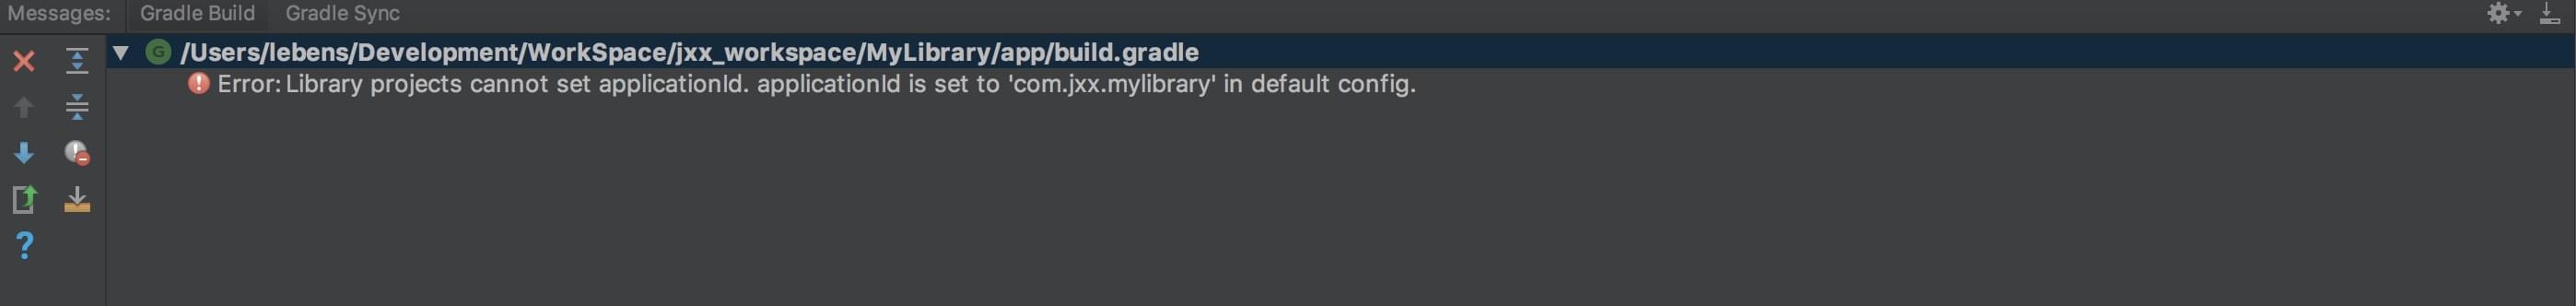 Messages: Gradle Build Gradle Sync
G /Users/lebens/Development/WorkSpace/jxx_workspace/MyLibrary/app/build.gradle
Error: Library projects cannot set applicationId. applicationId is set to 'com.jxx.mylibrary' in default config.